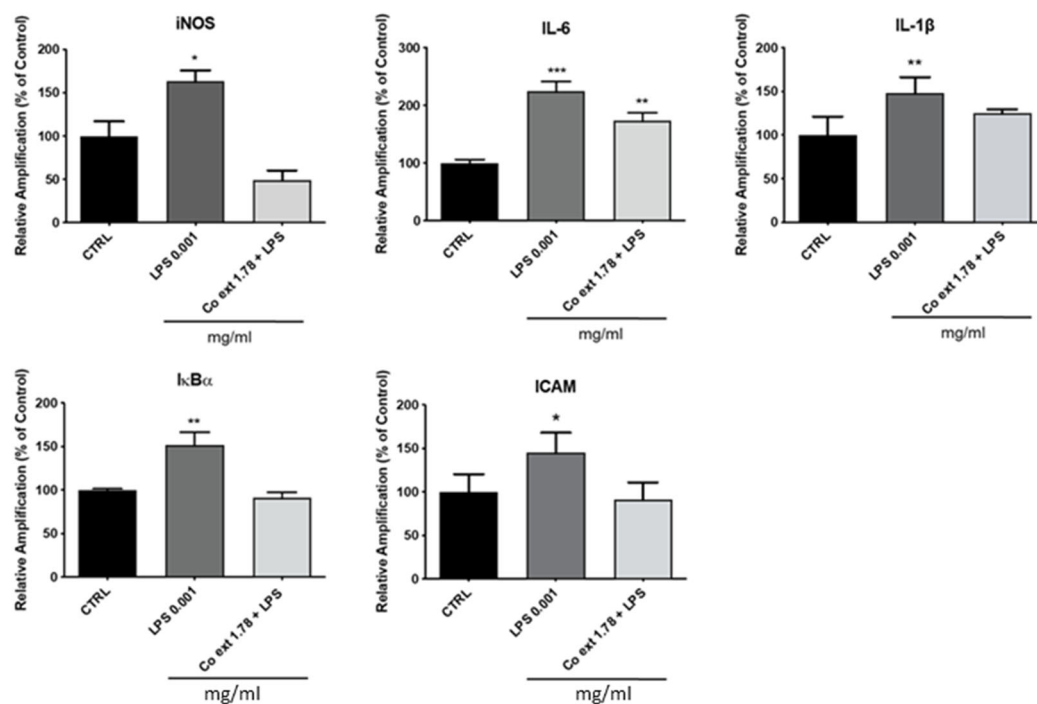 iNOS
Relative Amplification (% of Control)
200
150
100
50
0
*
CTRL
LPS 0.001
Co ext 1.78 + LPS
mg/ml
IL-6
Relative Amplification (% of Control)
300
200
100
0
***
**
CTRL
LPS 0.001
Co ext 1.78 + LPS
mg/ml
IL-1β
Relative Amplification (% of Control)
200
150
100
50
0
**
CTRL
LPS 0.001
Co ext 1.78 + LPS
mg/ml
IκBα
Relative Amplification (% of Control)
200
150
100
50
0
**
CTRL
LPS 0.001
Co ext 1.78 + LPS
mg/ml
ICAM
Relative Amplification (% of Control)
200
150
100
50
0
*
CTRL
LPS 0.001
Co ext 1.78 + LPS
mg/ml